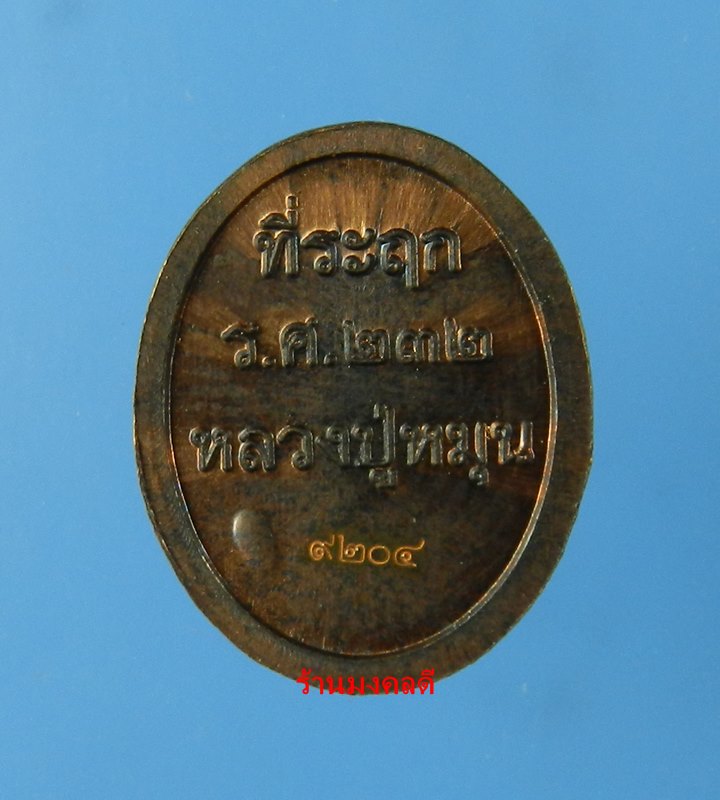 ที่ระฤก
ร.ศ.๒๓๒
หลวงปู่หมุน
๙๒๐๔
ร้านมงคลดี